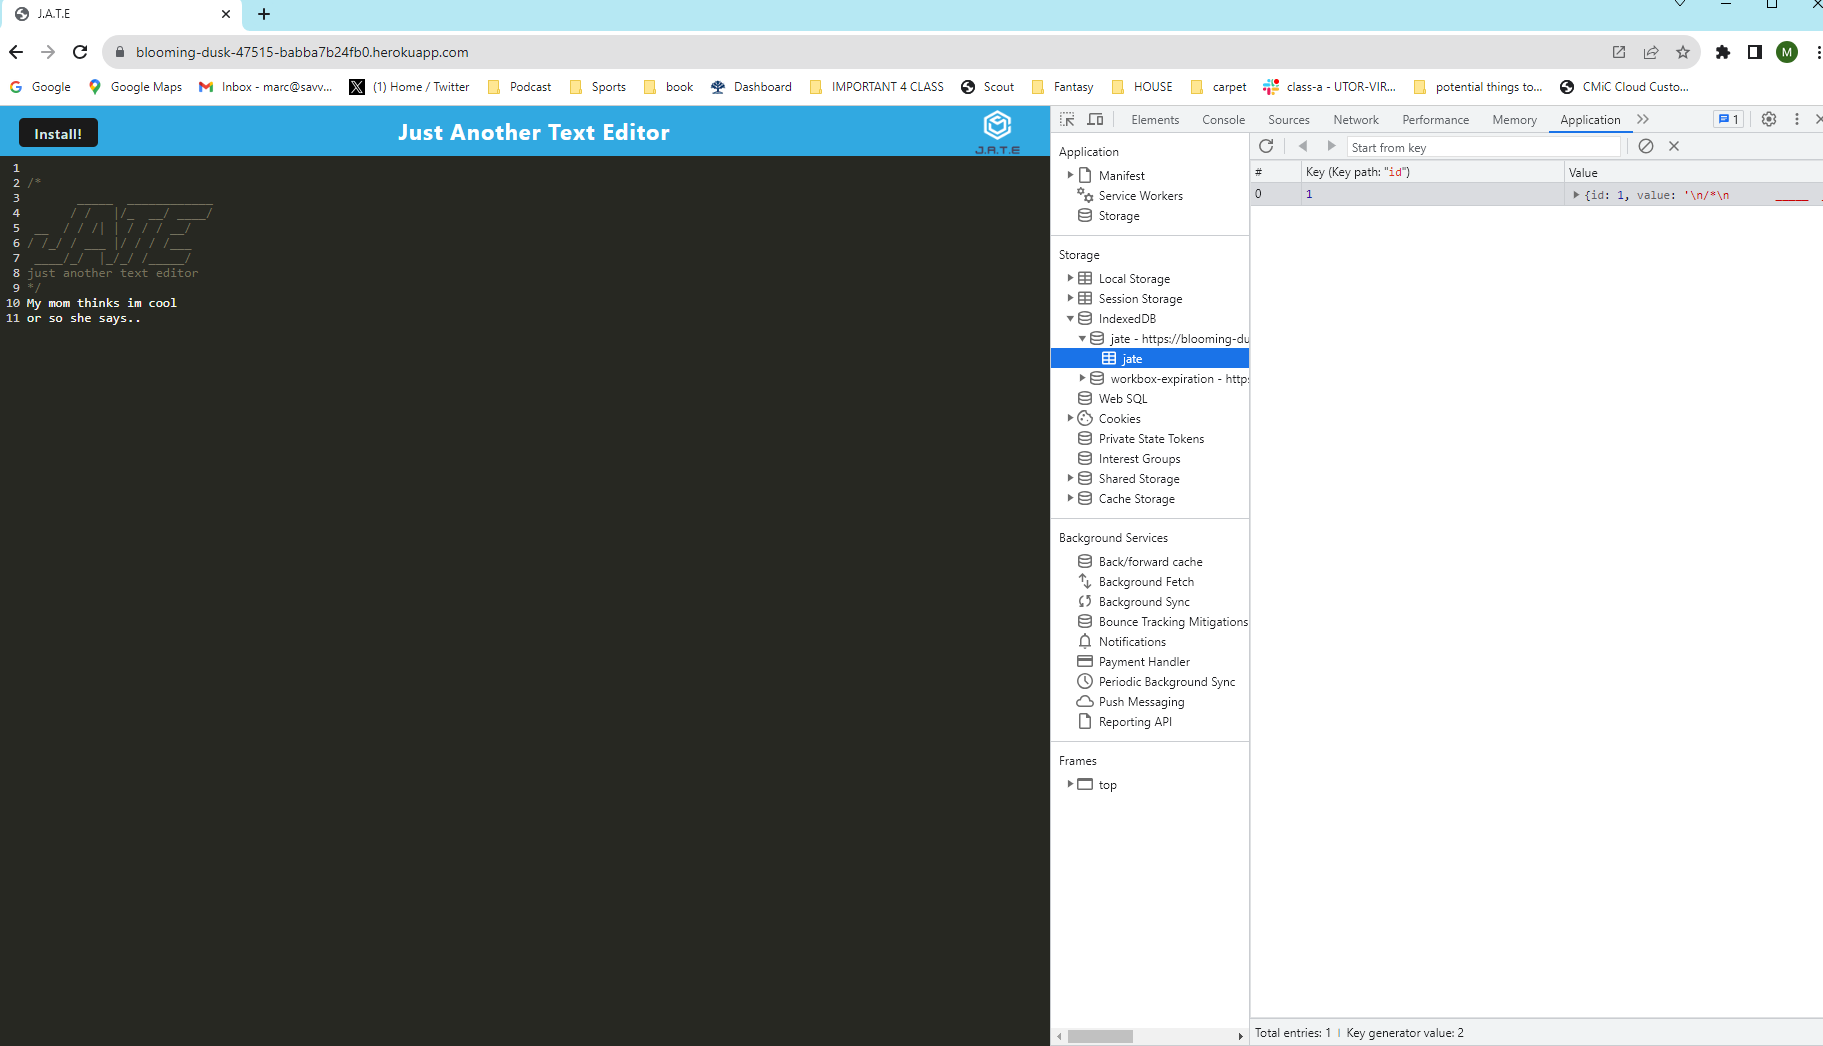 J.A.T.E
blooming-dusk-47515-babba7b24fb0.herokuapp.com
M
Google
Google Maps
Inbox - marc@savv...
(1) Home / Twitter
Podcast
Sports
book
Dashboard
IMPORTANT 4 CLASS
Scout
Fantasy
HOUSE
carpet
class-a - UTOR-VIR...
potential things to...
CMiC Cloud Custo...
Install!
Just Another Text Editor
J.A.T.E
1
2 /*
3         _____  ____________
4       / /   |/_  __/ ____/
5  __  / / /| | / / / __/
6 / /_/ / ___ |/ / / /___
7  ____/_/  |_/_/ /_____/
8 just another text editor
9 */
10 My mom thinks im cool
11 or so she says..
Elements
Console
Sources
Network
Performance
Memory
Application
1
Application
Manifest
Service Workers
Storage
Storage
Local Storage
Session Storage
IndexedDB
jate - https://blooming-du
jate
workbox-expiration - https
Web SQL
Cookies
Private State Tokens
Interest Groups
Shared Storage
Cache Storage
Background Services
Back/forward cache
Background Fetch
Background Sync
Bounce Tracking Mitigations
Notifications
Payment Handler
Periodic Background Sync
Push Messaging
Reporting API
Frames
top
Start from key
# Key (Key path: "id") Value
0 1 {id: 1, value: '\n/*\n      _____  _
Total entries: 1 Key generator value: 2